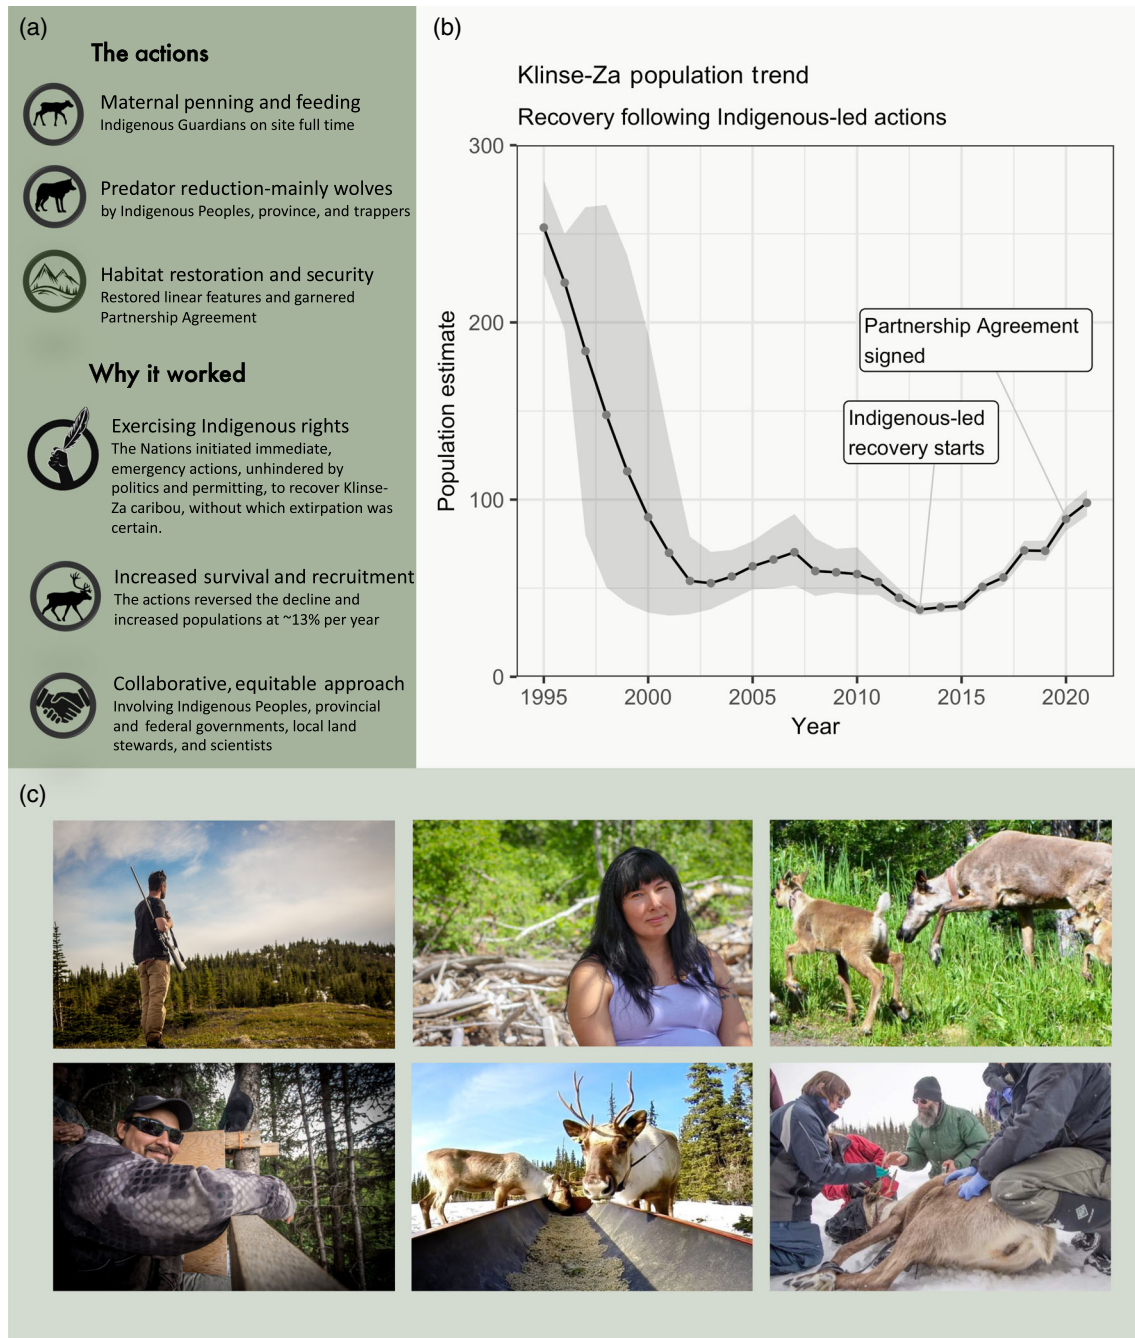 (a)
The actions
Maternal penning and feeding
Indigenous Guardians on site full time
Predator reduction-mainly wolves
by Indigenous Peoples, province, and trappers
Habitat restoration and security
Restored linear features and garnered
Partnership Agreement
Why it worked
Exercising Indigenous rights
The Nations initiated immediate,
emergency actions, unhindered by
politics and permitting, to recover Klinse-
Za caribou, without which extirpation was
certain.
Increased survival and recruitment
The actions reversed the decline and
increased populations at ~13% per year
Collaborative, equitable approach
Involving Indigenous Peoples, provincial
and federal governments, local land
stewards, and scientists
(b)
Klinse-Za population trend
Recovery following Indigenous-led actions
300
200
100
0
Population estimate
Partnership Agreement
signed
Indigenous-led
recovery starts
1995 2000 2005 2010 2015 2020
Year
(c)